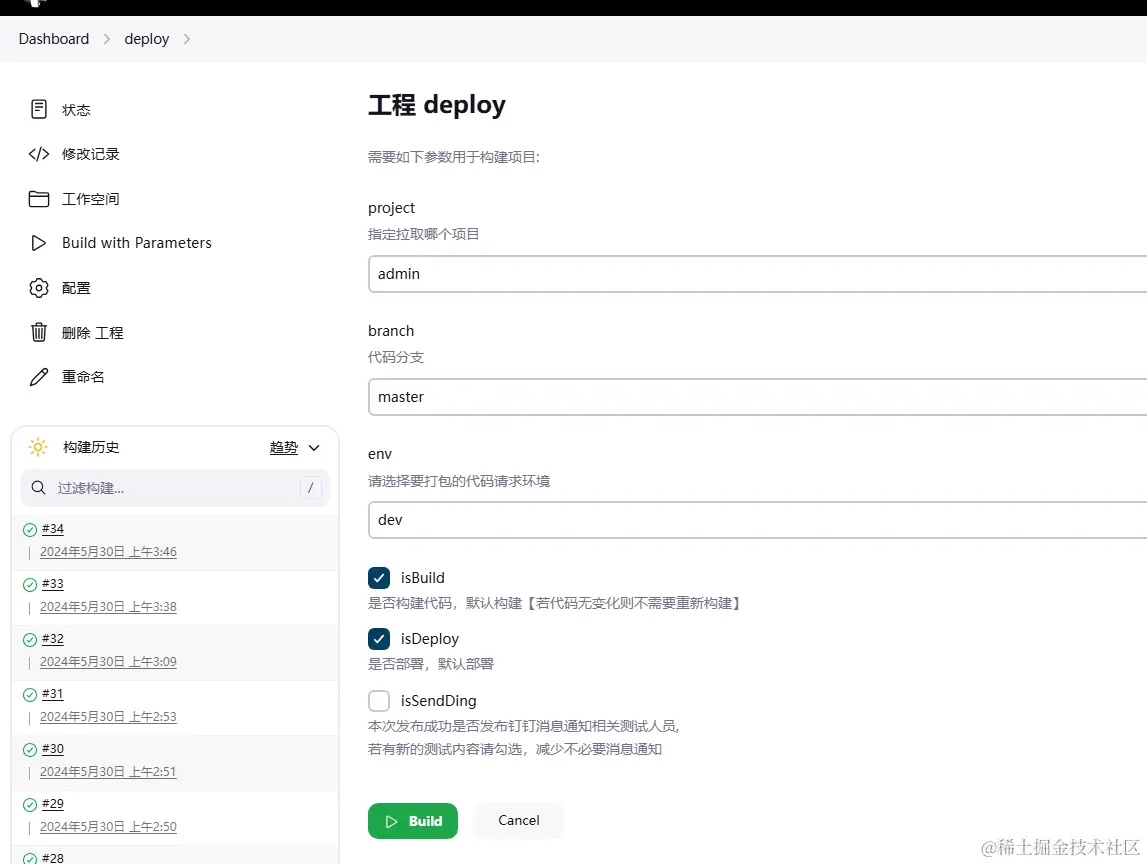 Dashboard
deploy
状态
修改记录
工作空间
Build with Parameters
配置
删除 工程
重命名
构建历史
趋势
过滤构建...
/
#34
2024年5月30日 上午3:46
#33
2024年5月30日 上午3:38
#32
2024年5月30日 上午3:09
#31
2024年5月30日 上午2:53
#30
2024年5月30日 上午2:51
#29
2024年5月30日 上午2:50
#28
工程 deploy
需要如下参数用于构建项目:
project
指定拉取哪个项目
admin
branch
代码分支
master
env
请选择要打包的代码请求环境
dev
isBuild
是否构建代码，默认构建【若代码无变化则不需要重新构建】
isDeploy
是否部署，默认部署
isSendDing
本次发布成功是否发布钉钉消息通知相关测试人员,
若有新的测试内容请勾选，减少不必要消息通知
Build
Cancel
@稀土掘金技术社区